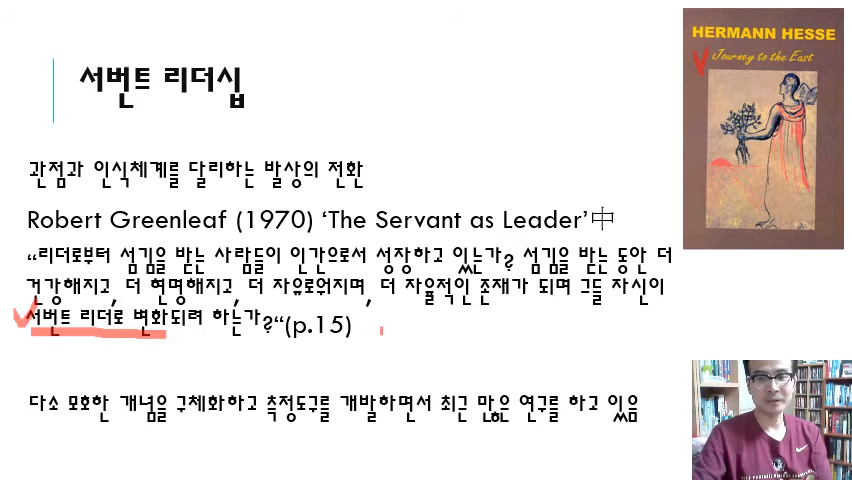 서번트 리더십
HERMANN HESSE
Journey to the East
관점과 인식체계를 달리하는 발상의 전환
Robert Greenleaf (1970) ‘The Servant as Leader’中
“리더로부터 섬김을 받는 사람들이 인간으로서 성장하고 있는가? 섬김을 받는 동안 더
건강해지고, 더 현명해지고, 더 자유로워지며, 더 자율적인 존재가 되며 그들 자신이
서번트 리더로 변화되려 하는가?“(p.15)
다소 모호한 개념을 구체화하고 측정도구를 개발하면서 최근 많은 연구를 하고 있음